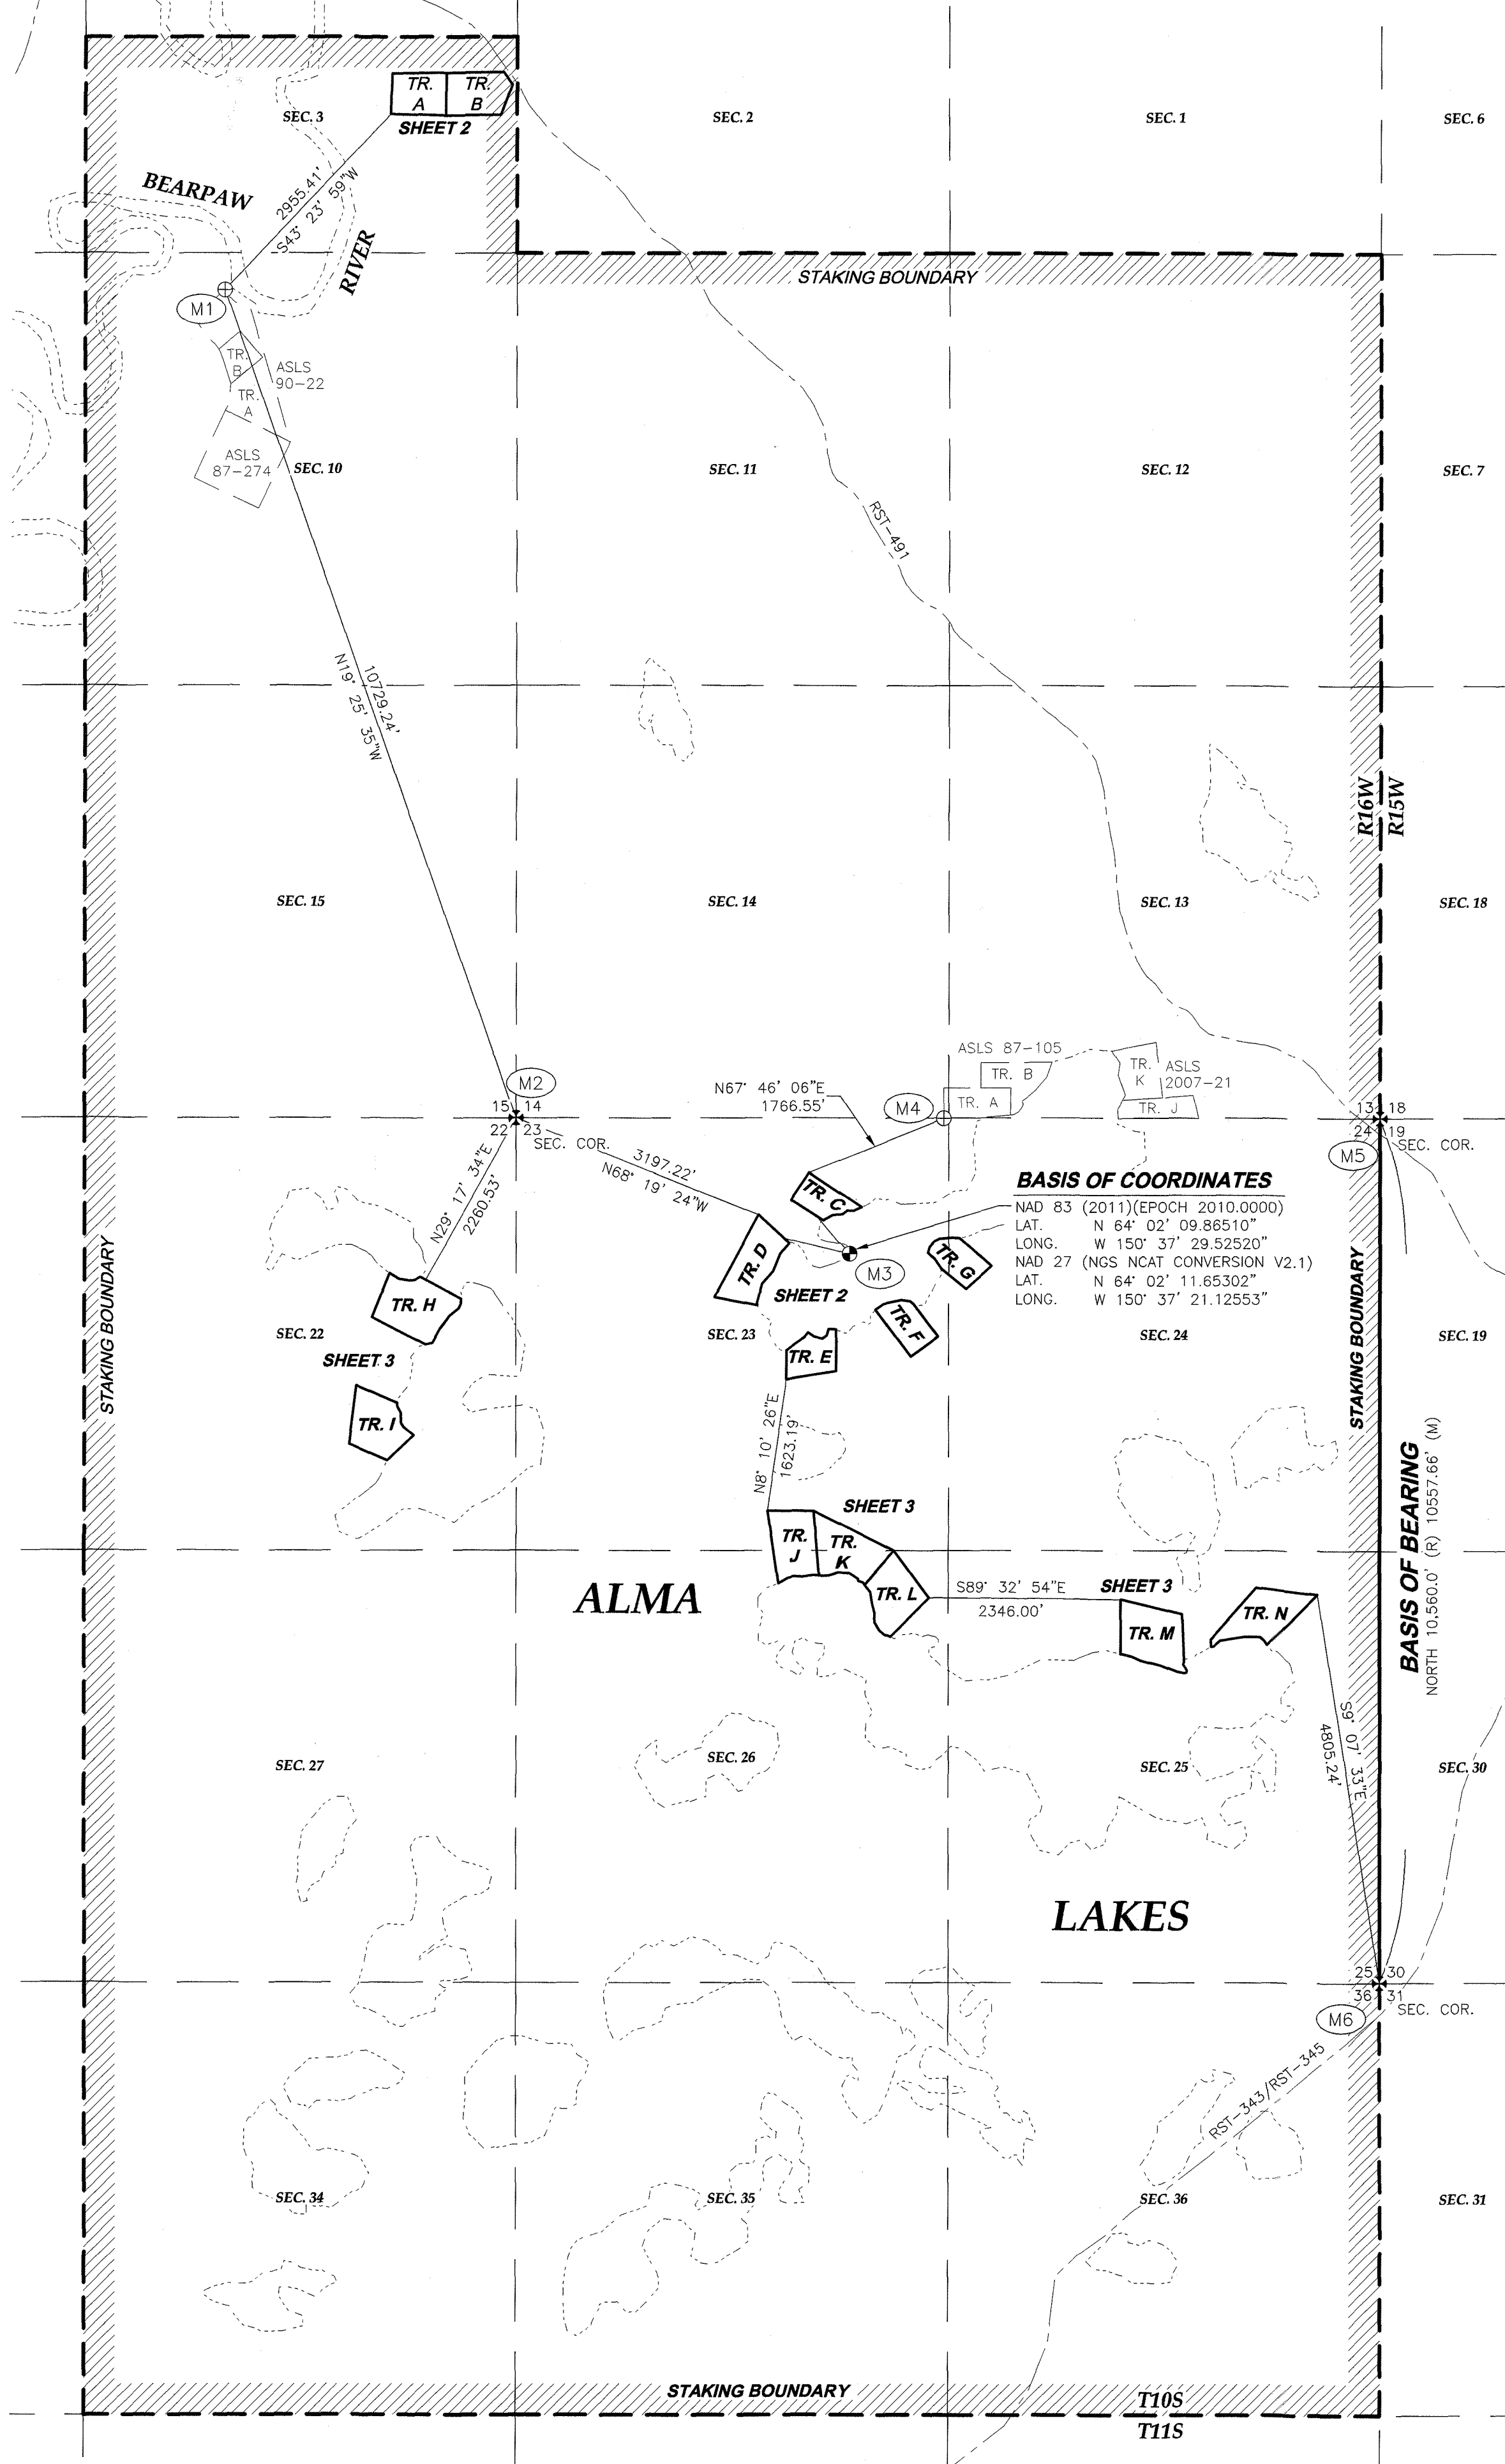 TR.
A
TR.
B
SHEET 2
SEC. 3
SEC. 2
SEC. 1
SEC. 6
BEARPAW
RIVER
2955.41'
S43° 23' 59"W
STAKING BOUNDARY
M1
TR.
B
TR.
A
ASLS
90-22
ASLS
87-274
SEC. 10
SEC. 11
SEC. 12
SEC. 7
RST-491
10729.24'
N19° 25' 35"W
R16W
R15W
SEC. 15
SEC. 14
SEC. 13
SEC. 18
M2
15 14
22 23
SEC. COR.
N67° 46' 06"E
1766.55'
M4
ASLS 87-105
TR. B
TR. A
TR.
K
ASLS
2007-21
TR. J
13 18
24 19
SEC. COR.
M5
N29° 17' 34"E
2260.53'
3197.22'
N68° 19' 24"W
TR. C
TR. D
M3
SHEET 2
TR. G
TR. F
TR. E
BASIS OF COORDINATES
NAD 83 (2011)(EPOCH 2010.0000)
LAT. N 64° 02' 09.86510"
LONG. W 150° 37' 29.52520"
NAD 27 (NGS NCAT CONVERSION V2.1)
LAT. N 64° 02' 11.65302"
LONG. W 150° 37' 21.12553"
STAKING BOUNDARY
TR. H
SEC. 22
SHEET 3
TR. I
SEC. 23
SEC. 24
SEC. 19
STAKING BOUNDARY
N8° 10' 26"E
1623.19'
BASIS OF BEARING
NORTH 10,560.0' (R) 10557.66' (M)
SHEET 3
TR.
J
TR.
K
TR. L
S89° 32' 54"E
2346.00'
SHEET 3
TR. M
TR. N
ALMA
S9° 07' 33"E
4805.24'
SEC. 27
SEC. 26
SEC. 25
SEC. 30
LAKES
25 30
36 31
SEC. COR.
M6
RST-343/RST-345
SEC. 34
SEC. 35
SEC. 36
SEC. 31
STAKING BOUNDARY
T10S
T11S